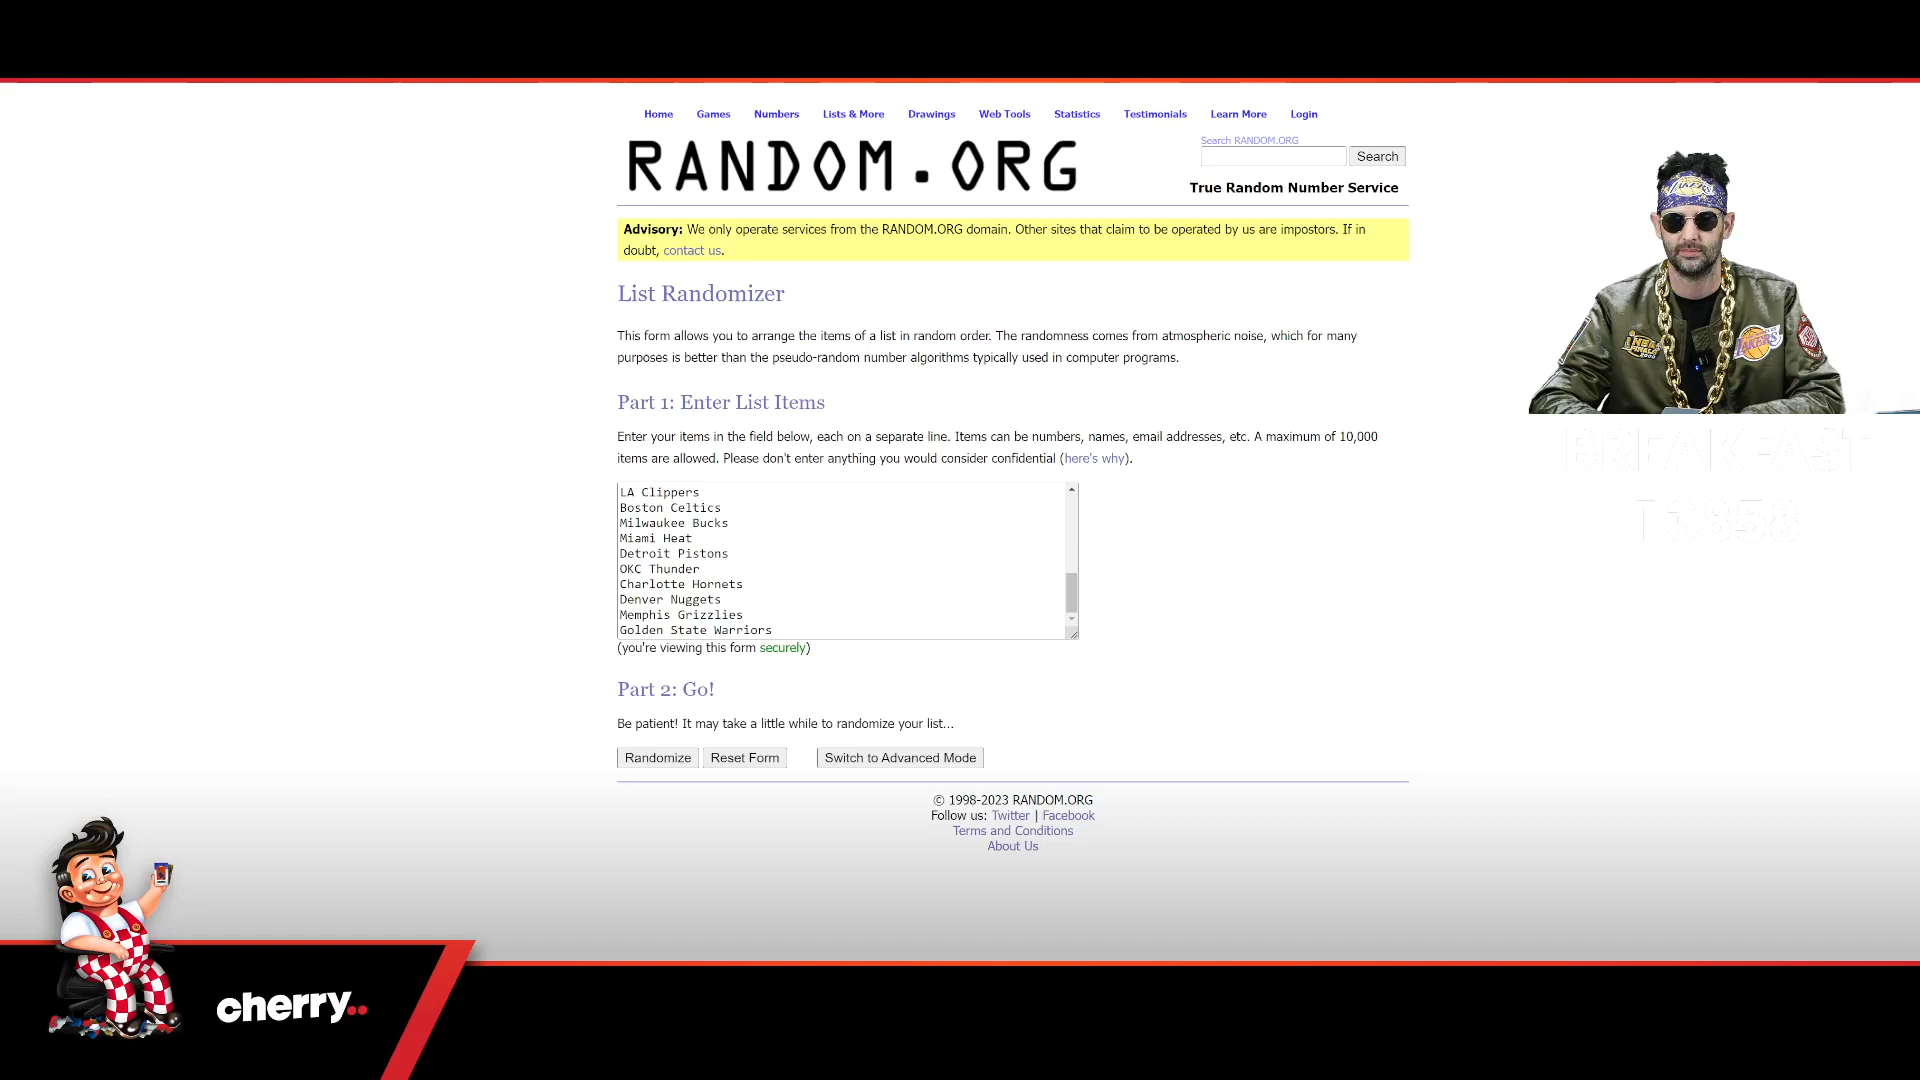 Home Games Numbers Lists & More Drawings Web Tools Statistics Testimonials Learn More Login
RANDOM.ORG
Search RANDOM.ORG
Search
True Random Number Service
Advisory: We only operate services from the RANDOM.ORG domain. Other sites that claim to be operated by us are impostors. If in
doubt, contact us.
List Randomizer
This form allows you to arrange the items of a list in random order. The randomness comes from atmospheric noise, which for many
purposes is better than the pseudo-random number algorithms typically used in computer programs.
Part 1: Enter List Items
Enter your items in the field below, each on a separate line. Items can be numbers, names, email addresses, etc. A maximum of 10,000
items are allowed. Please don't enter anything you would consider confidential (here's why).
LA Clippers
Boston Celtics
Milwaukee Bucks
Miami Heat
Detroit Pistons
OKC Thunder
Charlotte Hornets
Denver Nuggets
Memphis Grizzlies
Golden State Warriors
(you're viewing this form securely)
Part 2: Go!
Be patient! It may take a little while to randomize your list...
Randomize Reset Form Switch to Advanced Mode
© 1998-2023 RANDOM.ORG
Follow us: Twitter | Facebook
Terms and Conditions
About Us
LAKERS
NBA
FINALS
LAKERS
BREAKFAST
cherry..